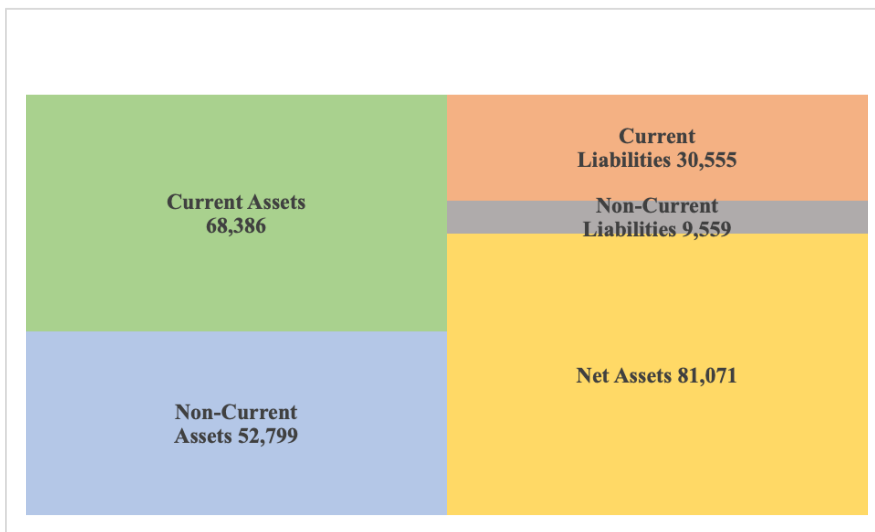 Current Assets
68,386
Non-Current
Assets 52,799
Current
Liabilities 30,555
Non-Current
Liabilities 9,559
Net Assets 81,071